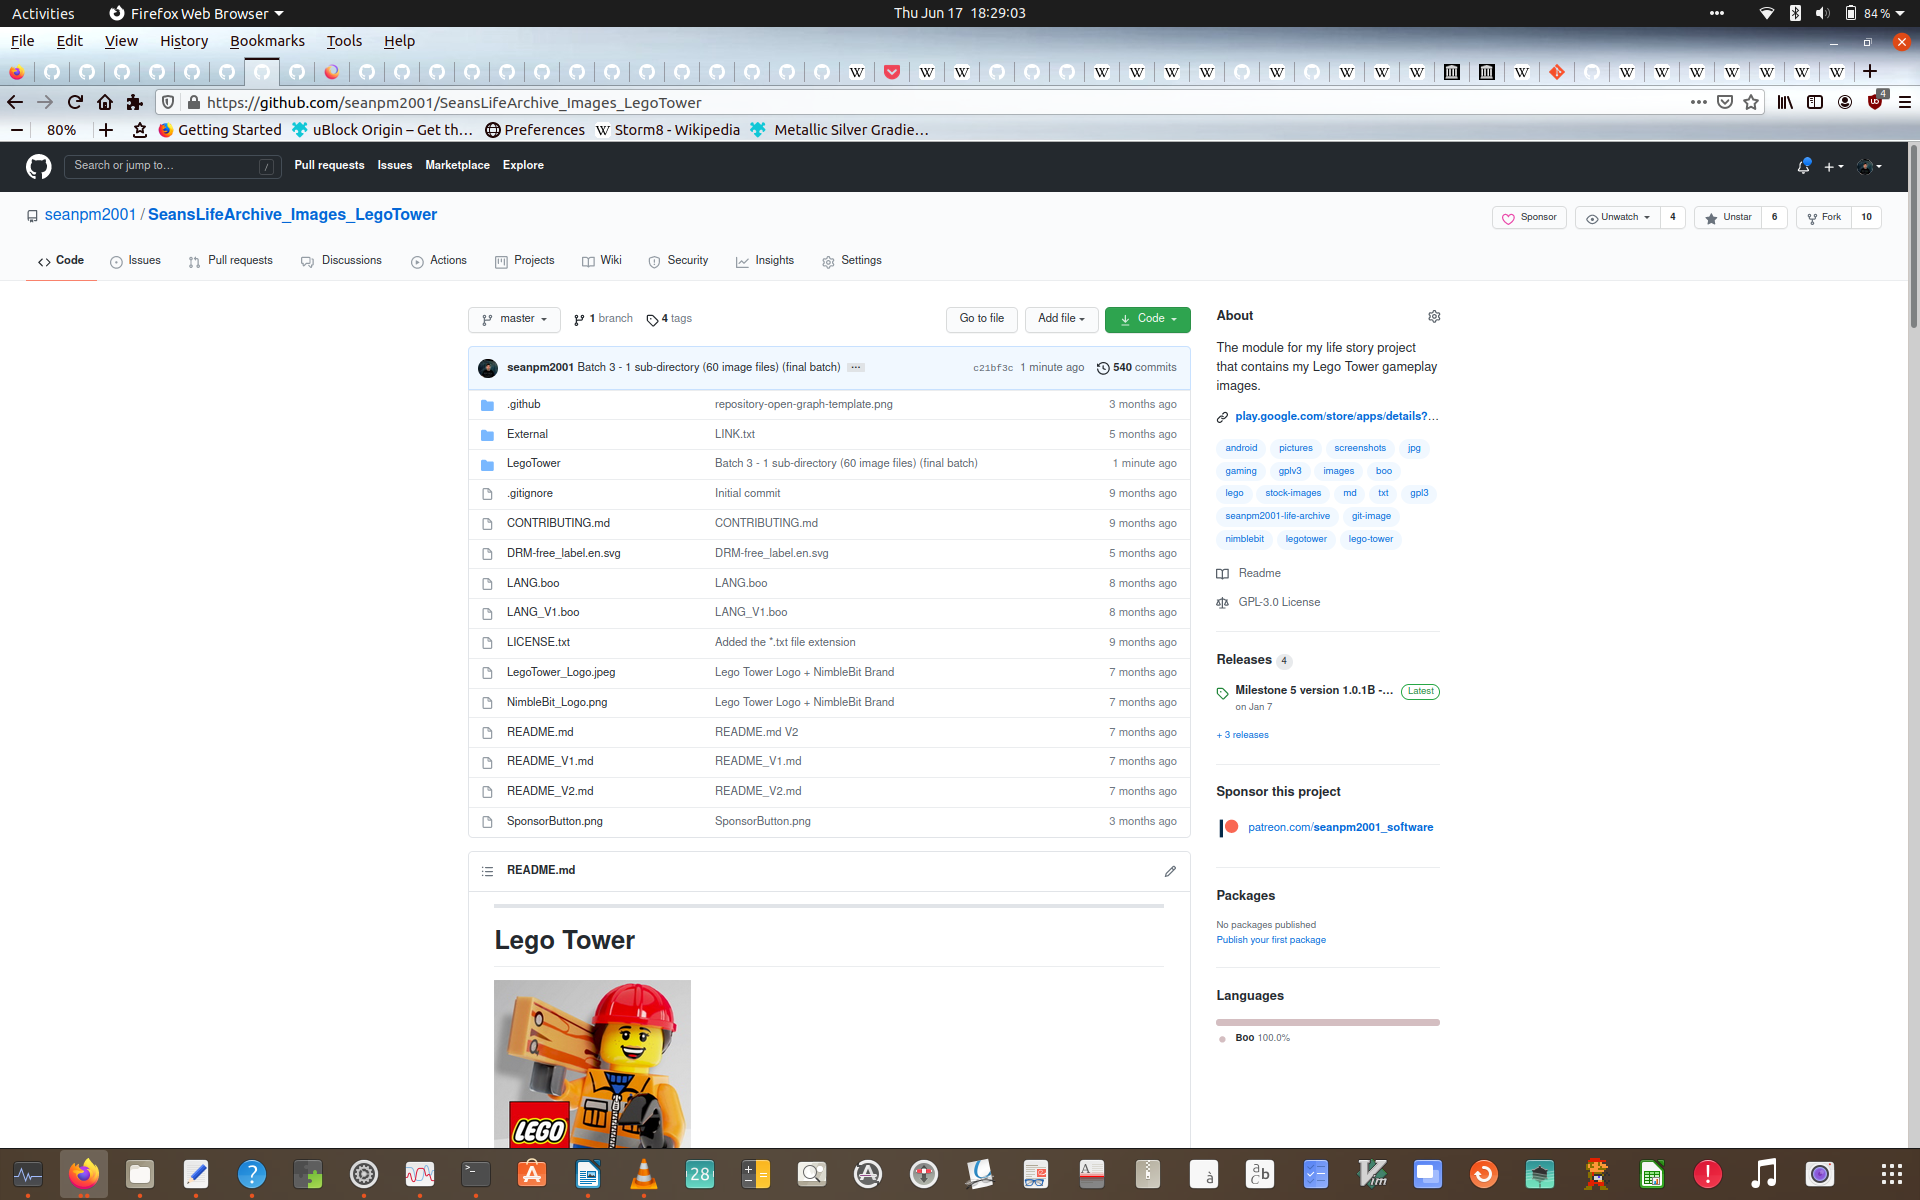 Activities Firefox Web Browser Thu Jun 17 18:29:03 84%
File Edit View History Bookmarks Tools Help
https://github.com/seanpm2001/SeansLifeArchive_Images_LegoTower 4
80% Getting Started uBlock Origin – Get th… Preferences Storm8 - Wikipedia Metallic Silver Gradie…
Search or jump to… / Pull requests Issues Marketplace Explore
seanpm2001 / SeansLifeArchive_Images_LegoTower Sponsor Unwatch 4 Unstar 6 Fork 10
Code Issues Pull requests Discussions Actions Projects Wiki Security Insights Settings
master 1 branch 4 tags Go to file Add file Code
seanpm2001 Batch 3 - 1 sub-directory (60 image files) (final batch) c21bf3c 1 minute ago 540 commits
.github repository-open-graph-template.png 3 months ago
External LINK.txt 5 months ago
LegoTower Batch 3 - 1 sub-directory (60 image files) (final batch) 1 minute ago
.gitignore Initial commit 9 months ago
CONTRIBUTING.md CONTRIBUTING.md 9 months ago
DRM-free_label.en.svg DRM-free_label.en.svg 5 months ago
LANG.boo LANG.boo 8 months ago
LANG_V1.boo LANG_V1.boo 8 months ago
LICENSE.txt Added the *.txt file extension 9 months ago
LegoTower_Logo.jpeg Lego Tower Logo + NimbleBit Brand 7 months ago
NimbleBit_Logo.png Lego Tower Logo + NimbleBit Brand 7 months ago
README.md README.md V2 7 months ago
README_V1.md README_V1.md 7 months ago
README_V2.md README_V2.md 7 months ago
SponsorButton.png SponsorButton.png 3 months ago
README.md
Lego Tower
LEGO
About
The module for my life story project
that contains my Lego Tower gameplay
images.
play.google.com/store/apps/details?…
android pictures screenshots jpg
gaming gplv3 images boo
lego stock-images md txt gpl3
seanpm2001-life-archive git-image
nimblebit legotower lego-tower
Readme
GPL-3.0 License
Releases 4
Milestone 5 version 1.0.1B -… Latest
on Jan 7
+ 3 releases
Sponsor this project
patreon.com/seanpm2001_software
Packages
No packages published
Publish your first package
Languages
Boo 100.0%
28